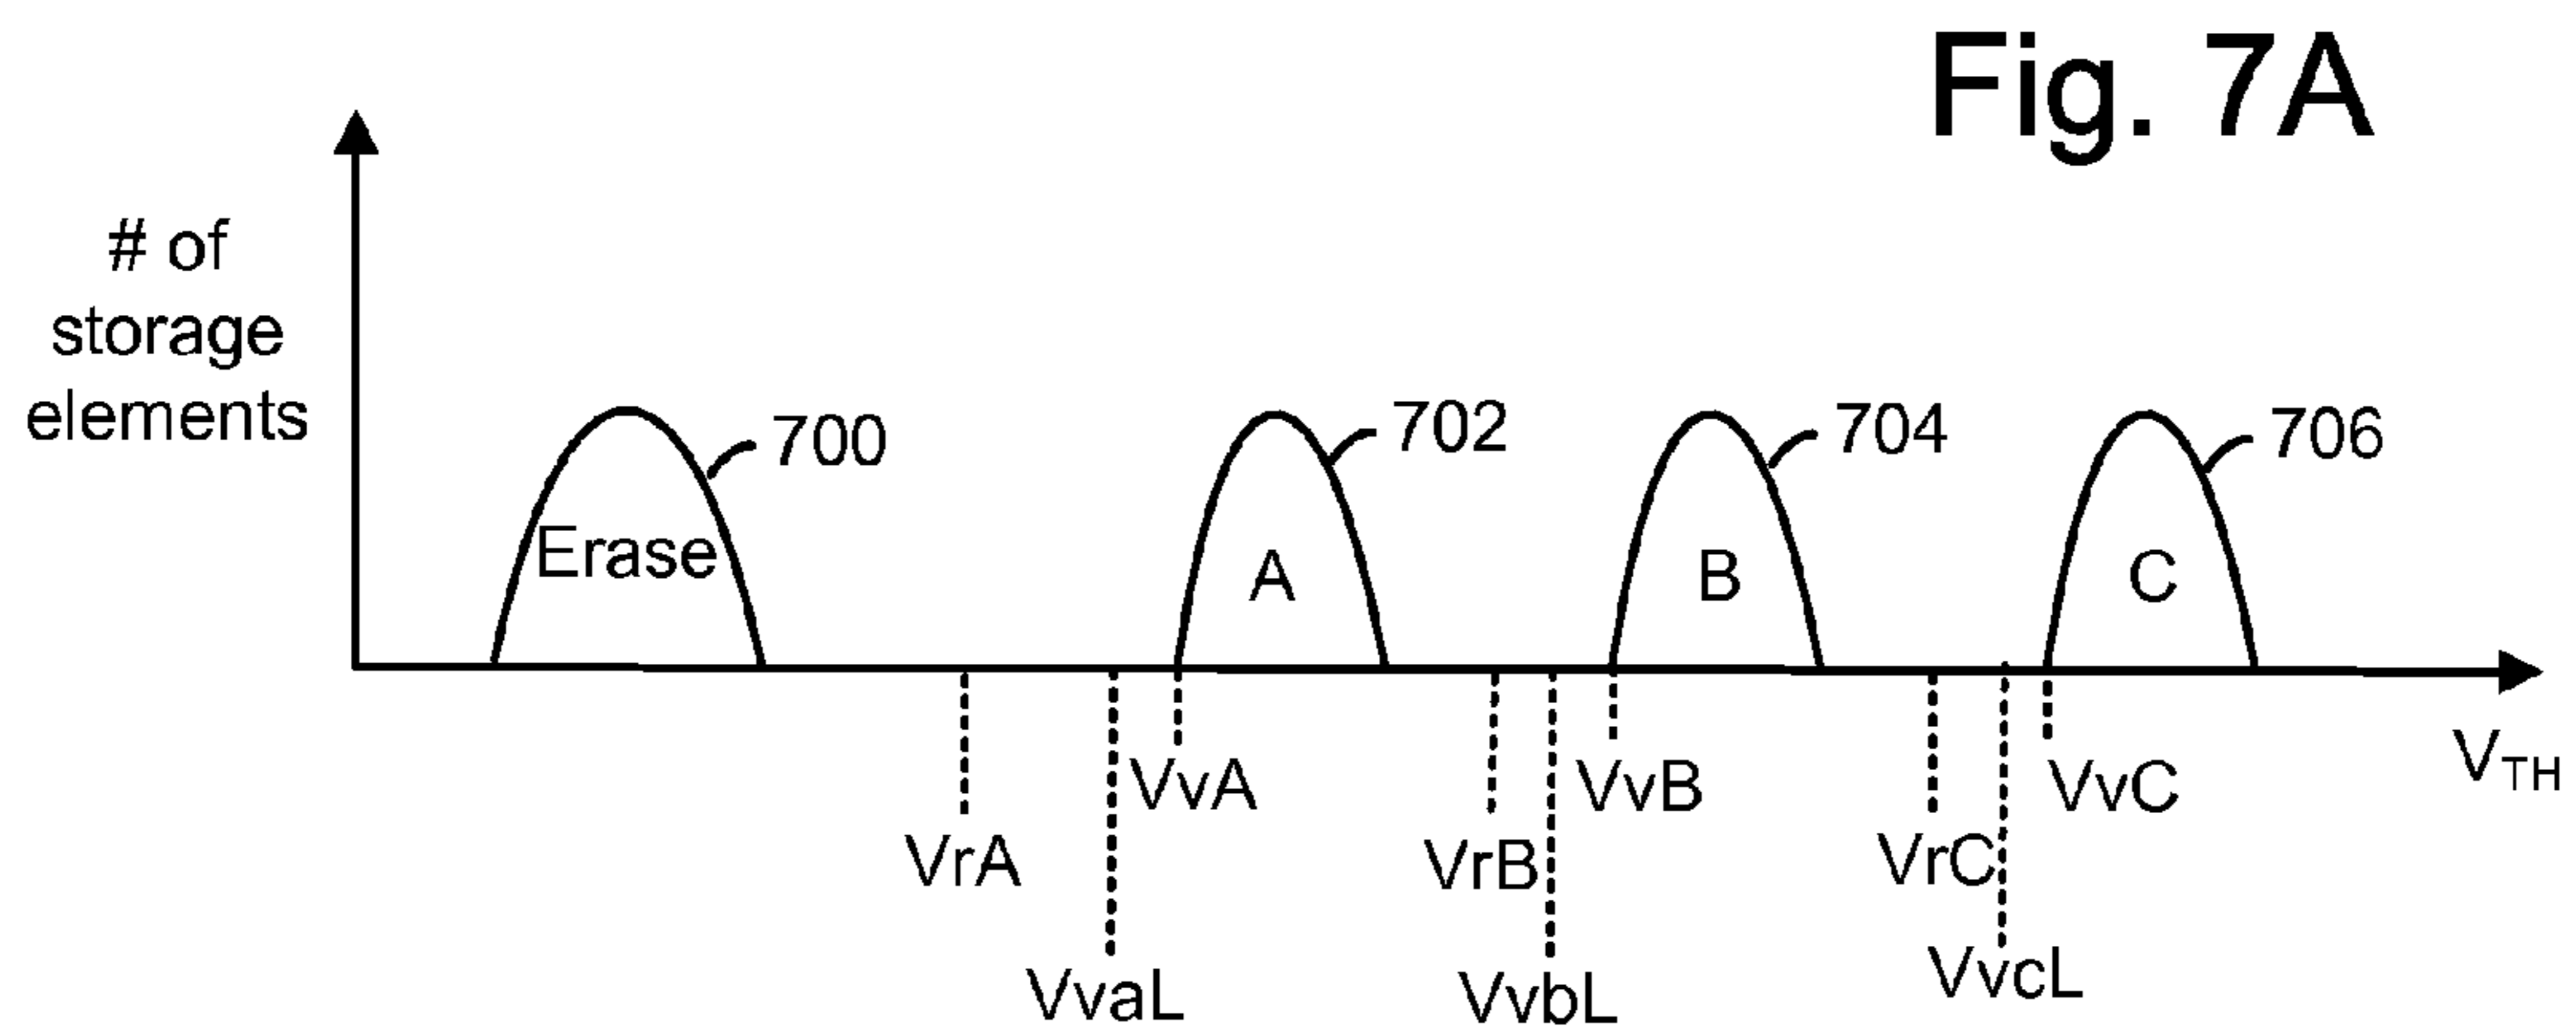 Fig. 7A
# of
storage
elements
700
702
704
706
Erase
A
B
C
VvA
VvB
VvC
V_TH
VrA
VrB
VrC
VvaL
VvbL
VvcL